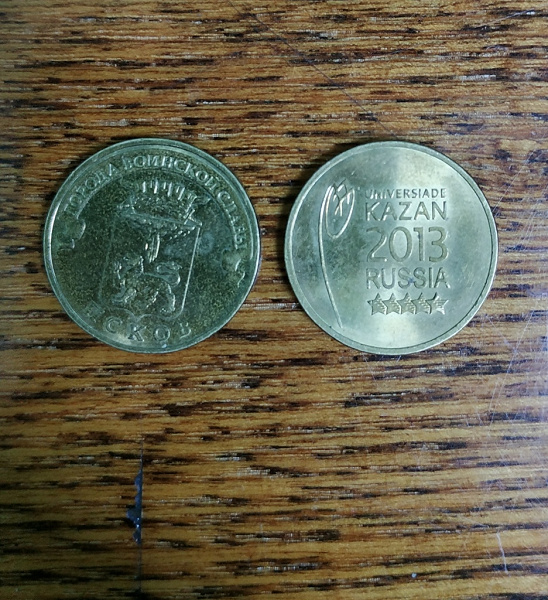 ГОРОДА ВОИНСКОЙ СЛАВЫ
ПСКОВ
UNIVERSIADE
KAZAN
2013
RUSSIA